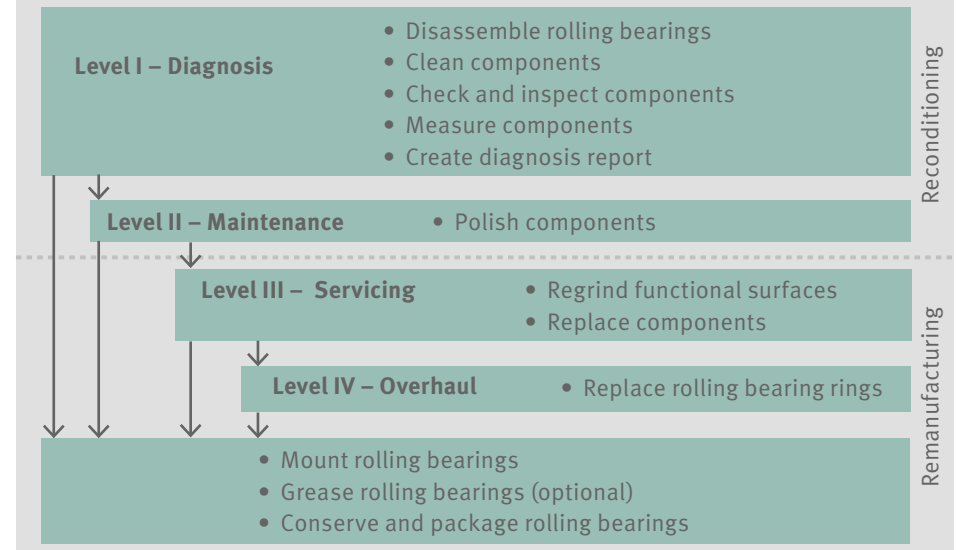 Level I – Diagnosis
• Disassemble rolling bearings
• Clean components
• Check and inspect components
• Measure components
• Create diagnosis report
Reconditioning
Level II – Maintenance • Polish components
Level III – Servicing • Regrind functional surfaces
• Replace components
Level IV – Overhaul • Replace rolling bearing rings
Remanufacturing
• Mount rolling bearings
• Grease rolling bearings (optional)
• Conserve and package rolling bearings